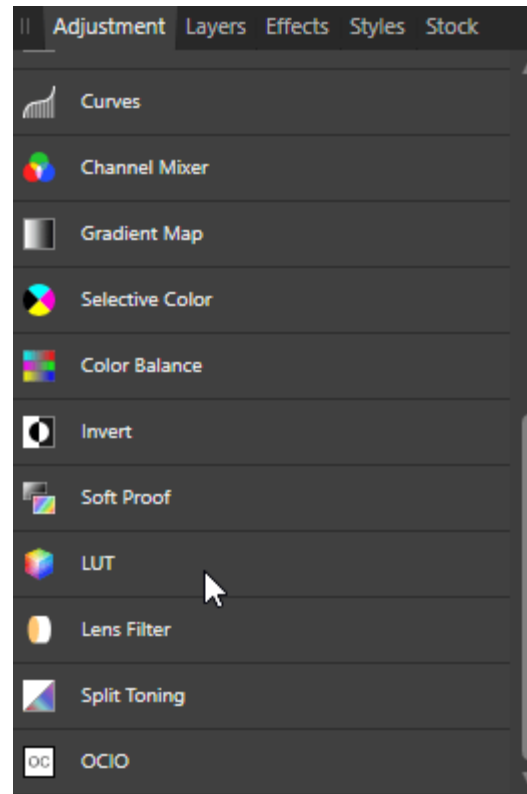 Adjustment Layers Effects Styles Stock
Curves
Channel Mixer
Gradient Map
Selective Color
Color Balance
Invert
Soft Proof
LUT
Lens Filter
Split Toning
OC OCIO